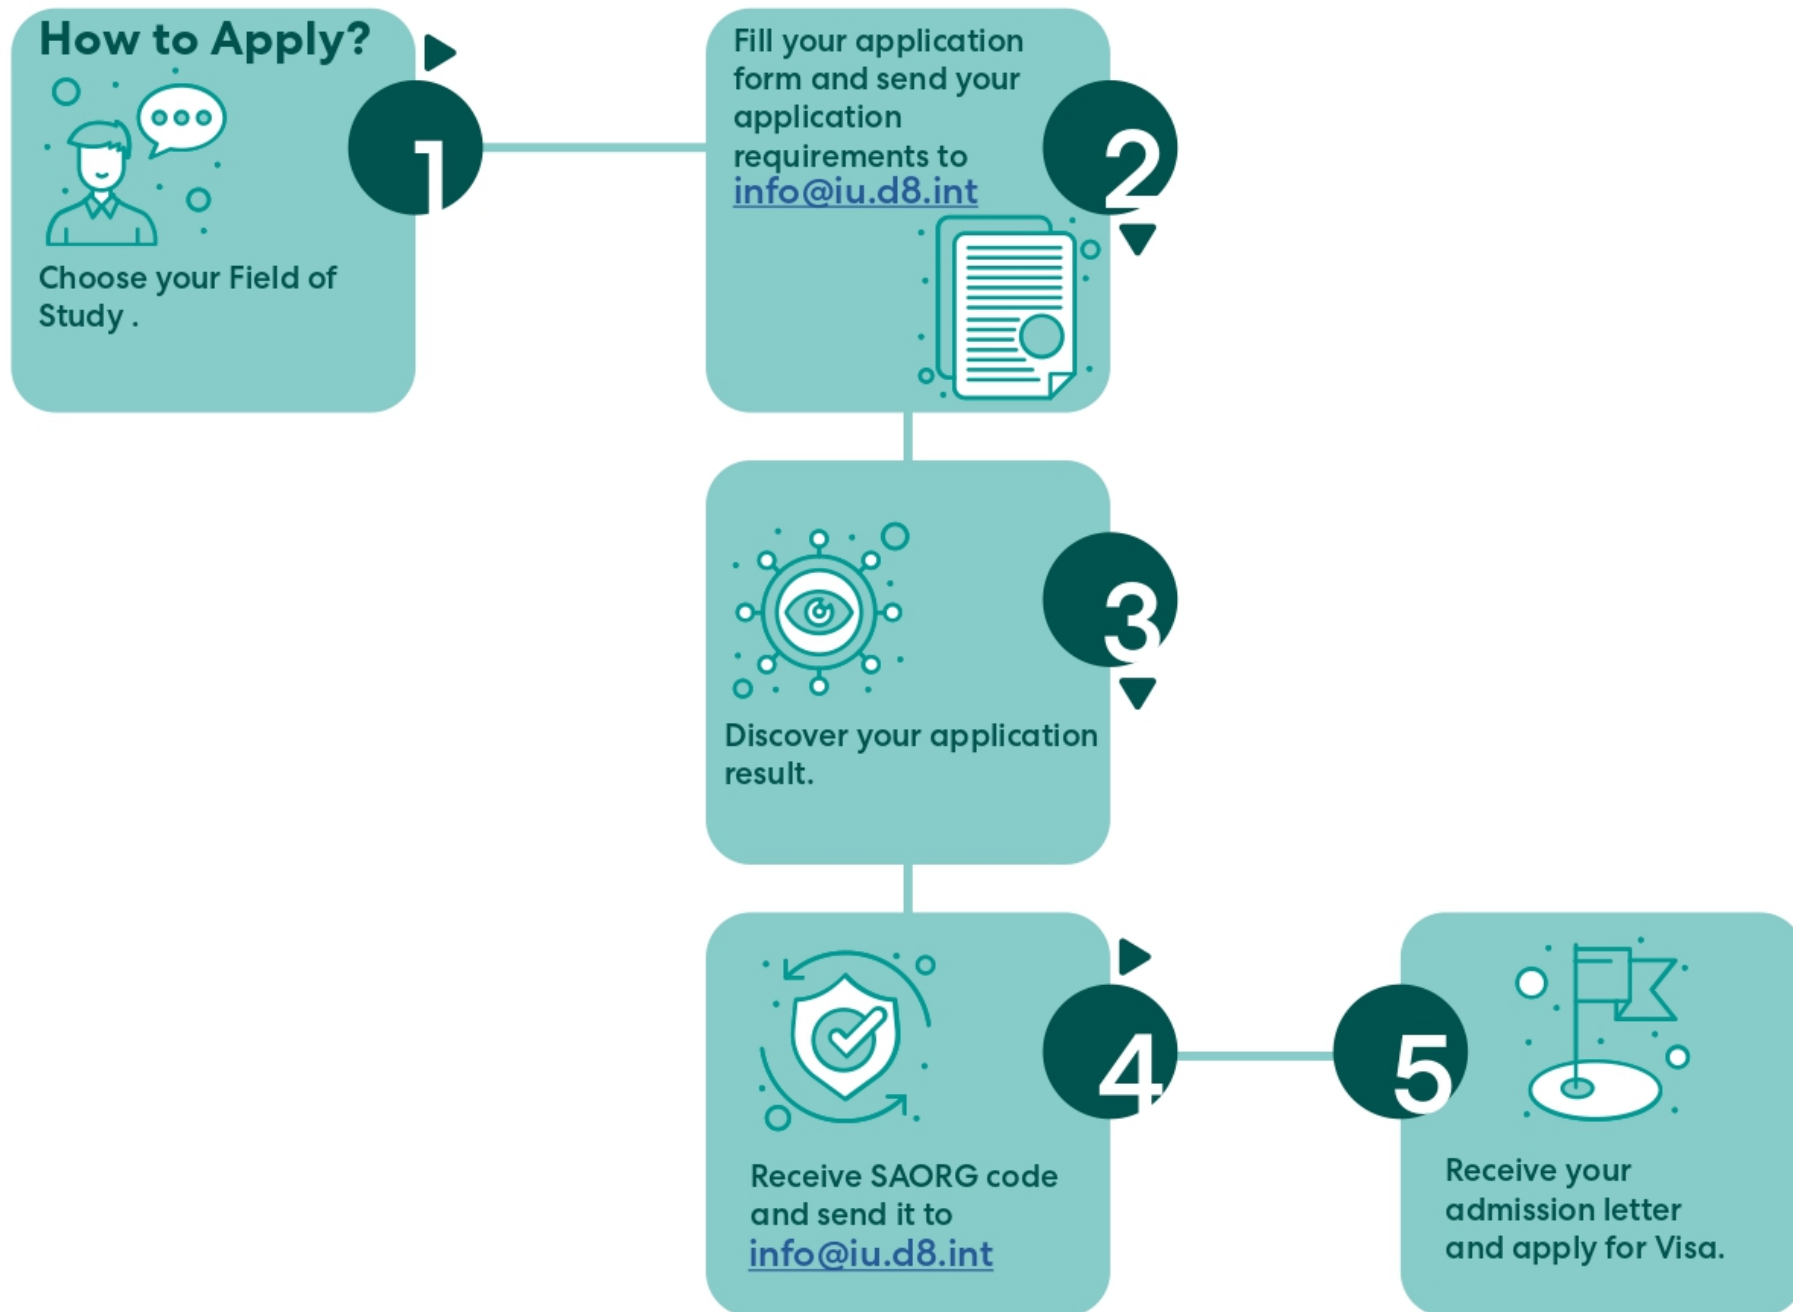 How to Apply?
1
Choose your Field of
Study .
Fill your application
form and send your
application
requirements to
info@iu.d8.int
2
3
Discover your application
result.
4
Receive SAORG code
and send it to
info@iu.d8.int
5
Receive your
admission letter
and apply for Visa.